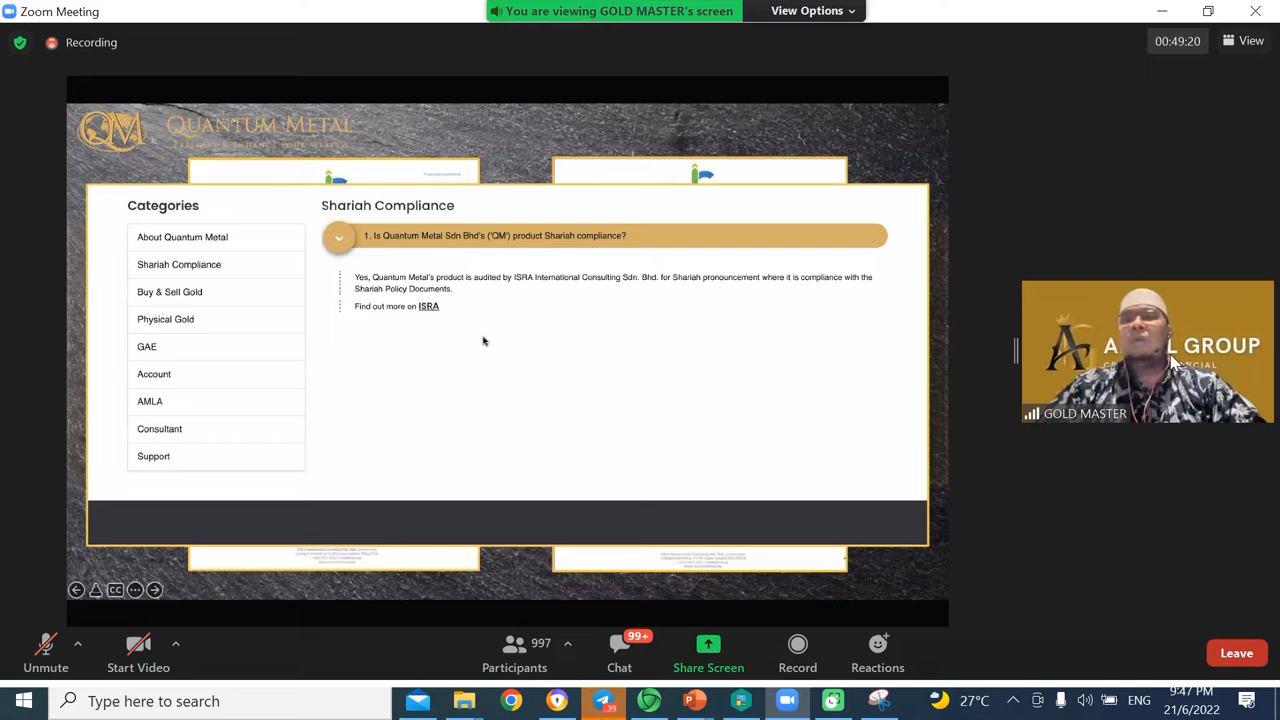 Zoom Meeting
You are viewing GOLD MASTER's screen
View Options
Recording
00:49:20
View
QM
QUANTUM METAL
Categories
About Quantum Metal
Shariah Compliance
Buy & Sell Gold
Physical Gold
GAE
Account
AMLA
Consultant
Support
Shariah Compliance
1. Is Quantum Metal Sdn Bhd's ('QM') product Shariah compliance?
Yes, Quantum Metal's product is audited by ISRA International Consulting Sdn. Bhd. for Shariah pronouncement where it is compliance with the
Shariah Policy Documents.
Find out more on ISRA
GROUP
GOLD MASTER
CC
Unmute
Start Video
997
Participants
99+
Chat
Share Screen
Record
Reactions
Leave
Type here to search
39
27°C
ENG
9:47 PM
21/6/2022